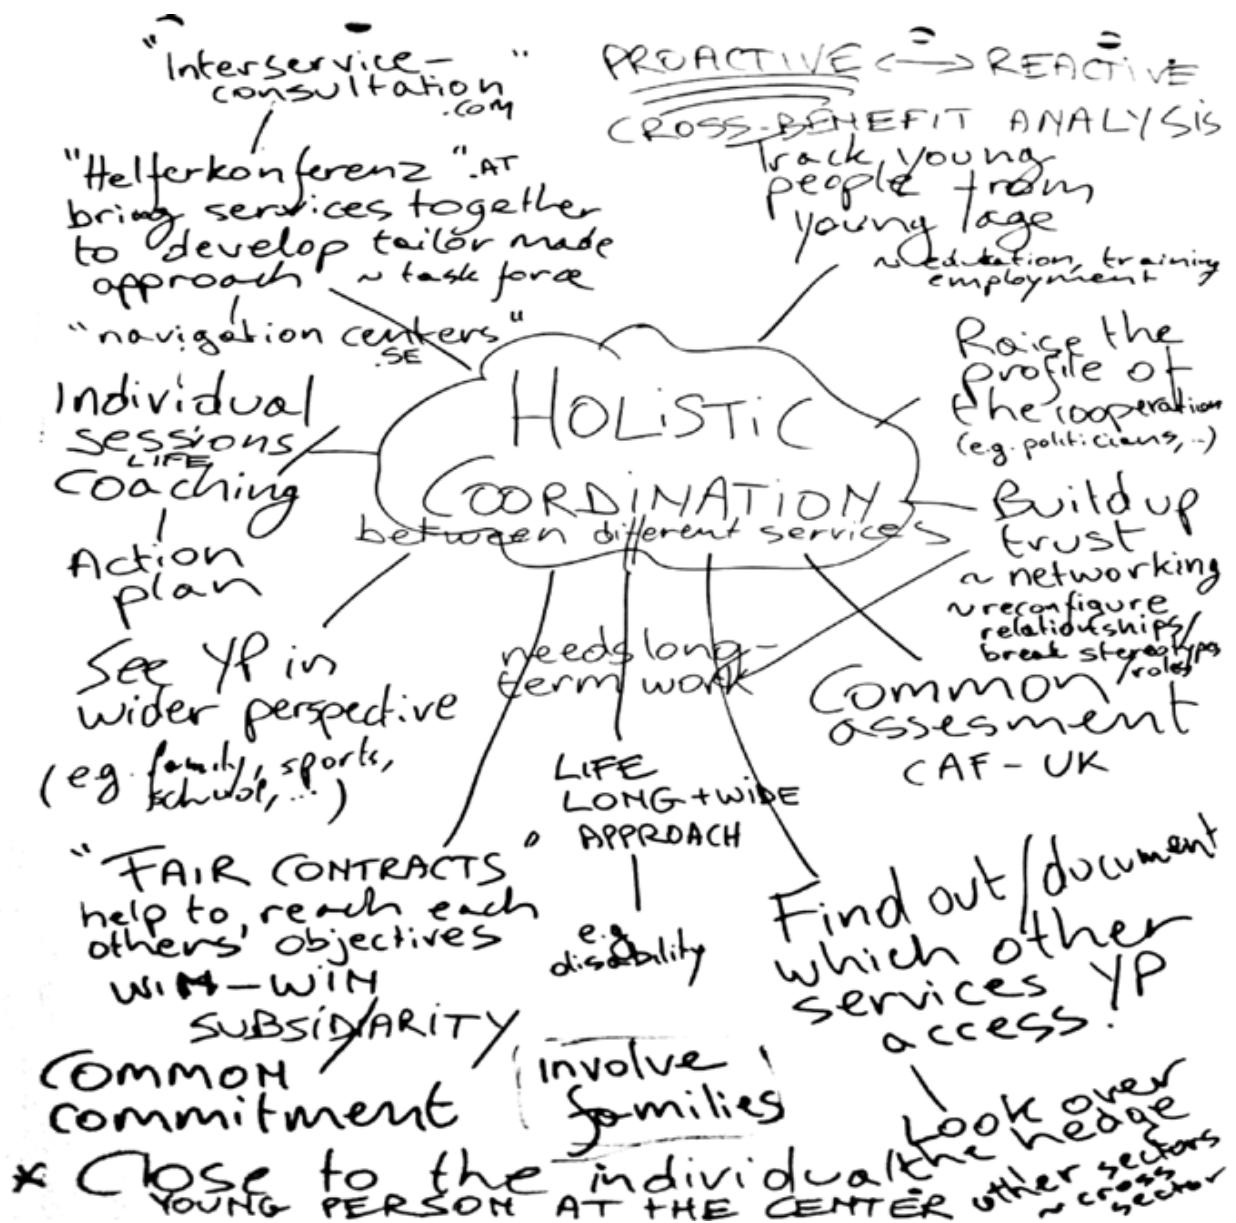 "Interservice-
consultation"
.com
"Helferkonferenz".AT
bring services together
to develop tailor made
approach ~ task force
"navigation centers"
.SE
Individual
sessions
LIFE
Coaching
Action
plan
See YP in
wider perspective
(e.g. family, sports,
school, ...)
"FAIR CONTRACTS"
help to reach each
others' objectives
WIN-WIN
SUBSIDIARITY
COMMON
commitment
PROACTIVE <-> REACTIVE
CROSS-BENEFIT ANALYSIS
Track young
people from
young age
~ education, training
employment
Raise the
profile of
the cooperation
(e.g. politicians, ..)
Build up
trust
~ networking
~ reconfigure
relationships/
break stereotypes
/roles
HOLISTIC
COORDINATION
between different services
needs long-
term work
Common
assesment
CAF-UK
LIFE
LONG + WIDE
APPROACH
e.g.
disability
Find out/document
which other
services YP
access!
Look over
the hedge
other sectors
~ cross
sector
involve
families
* Close to the individual/
YOUNG PERSON AT THE CENTER